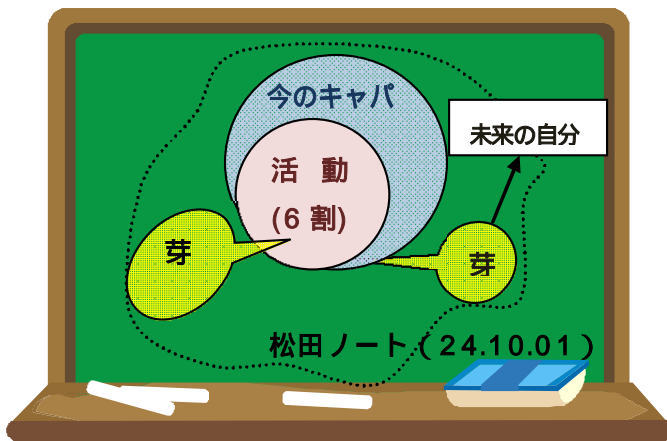 今のキャパ
未来の自分
活 動
(6 割)
芽
芽
松田ノート（24.10.01）